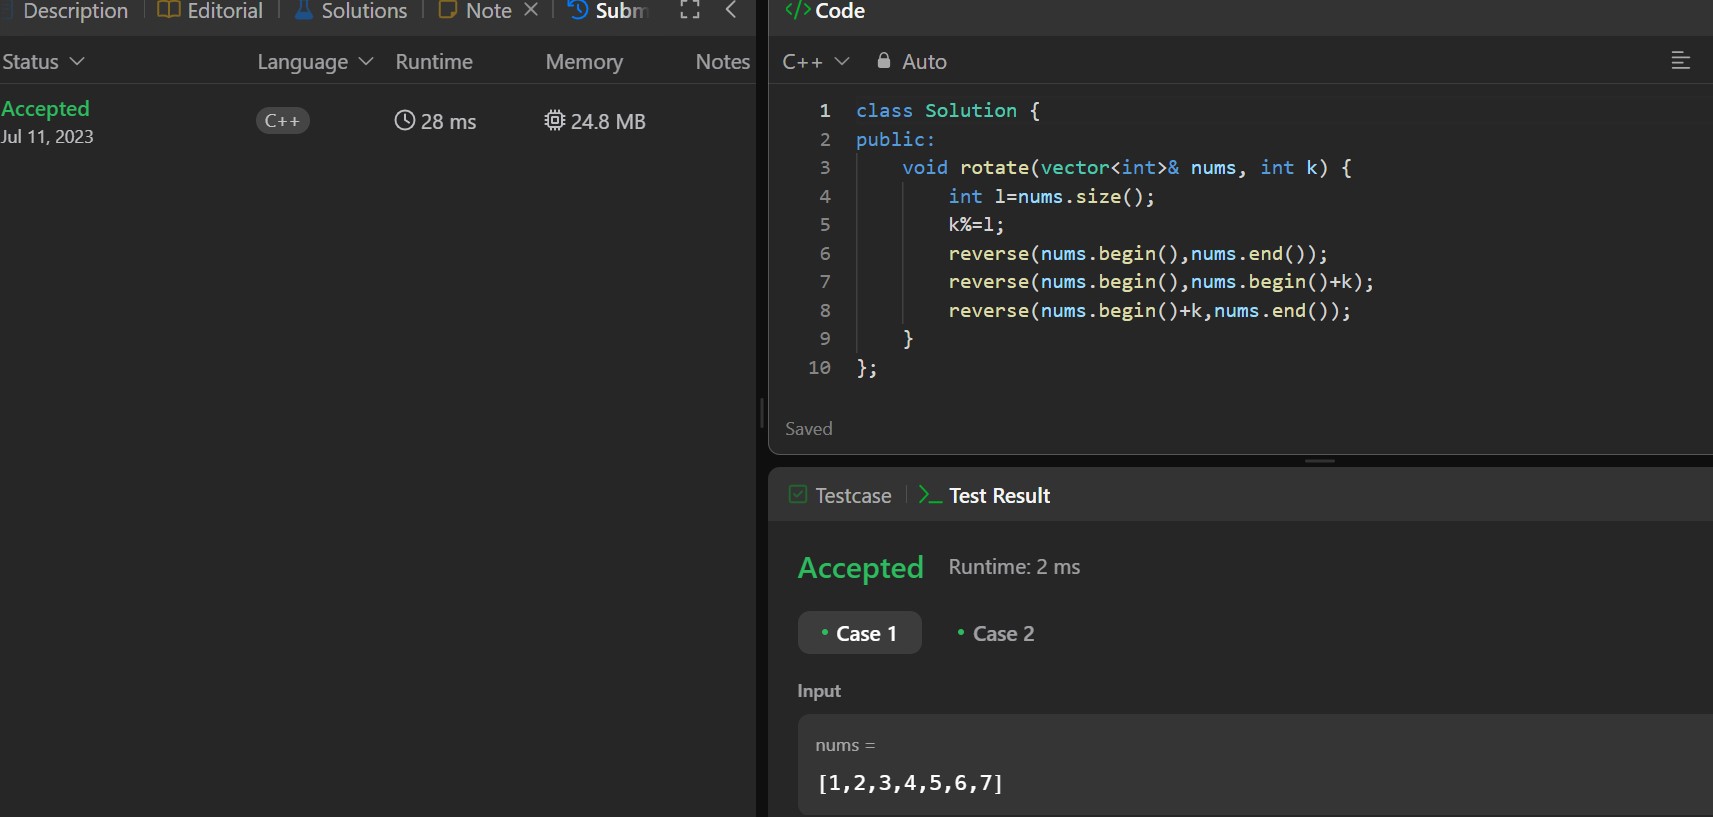 Description Editorial Solutions Note Subm
Status Language Runtime Memory Notes
Accepted
Jul 11, 2023
C++ 28 ms 24.8 MB
Code
C++ Auto
1 class Solution {
2 public:
3 void rotate(vector<int>& nums, int k) {
4 int l=nums.size();
5 k%=l;
6 reverse(nums.begin(),nums.end());
7 reverse(nums.begin(),nums.begin()+k);
8 reverse(nums.begin()+k,nums.end());
9 }
10 };
Saved
Testcase Test Result
Accepted Runtime: 2 ms
Case 1 Case 2
Input
nums =
[1,2,3,4,5,6,7]